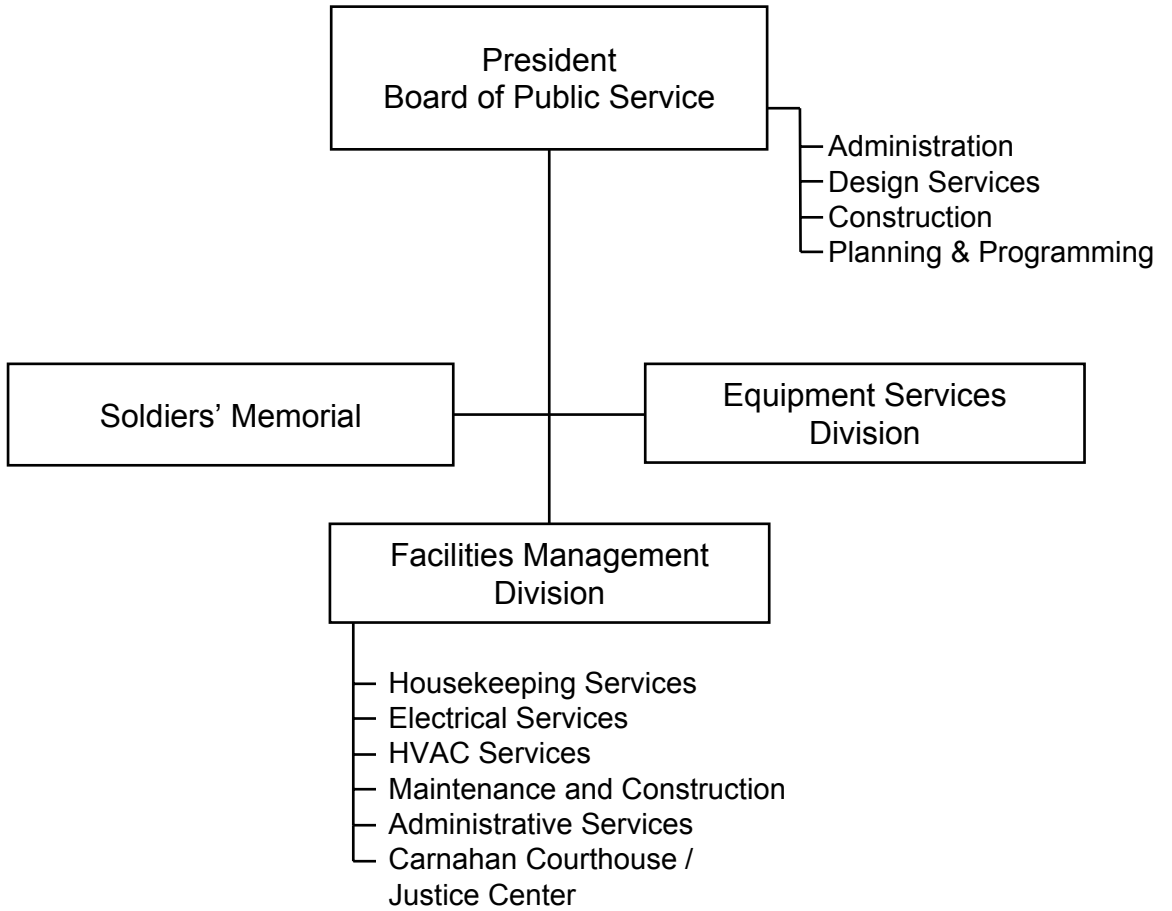 President
Board of Public Service
Administration
Design Services
Construction
Planning & Programming
Soldiers’ Memorial
Equipment Services
Division
Facilities Management
Division
Housekeeping Services
Electrical Services
HVAC Services
Maintenance and Construction
Administrative Services
Carnahan Courthouse /
Justice Center